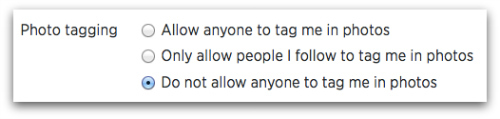 Photo tagging Allow anyone to tag me in photos
Only allow people I follow to tag me in photos
Do not allow anyone to tag me in photos